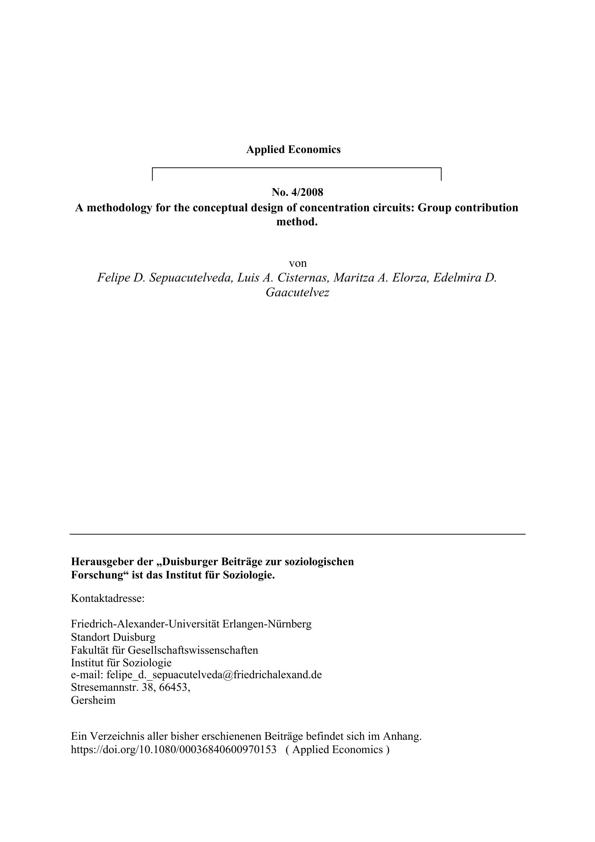 Applied Economics
No. 4/2008
A methodology for the conceptual design of concentration circuits: Group contribution
method.
von
Felipe D. Sepuacutelveda, Luis A. Cisternas, Maritza A. Elorza, Edelmira D.
Gaacutelvez
Herausgeber der „Duisburger Beiträge zur soziologischen
Forschung“ ist das Institut für Soziologie.
Kontaktadresse:
Friedrich-Alexander-Universität Erlangen-Nürnberg
Standort Duisburg
Fakultät für Gesellschaftswissenschaften
Institut für Soziologie
e-mail: felipe_d._sepuacutelveda@friedrichalexand.de
Stresemannstr. 38, 66453,
Gersheim
Ein Verzeichnis aller bisher erschienenen Beiträge befindet sich im Anhang.
https://doi.org/10.1080/00036840600970153 ( Applied Economics )